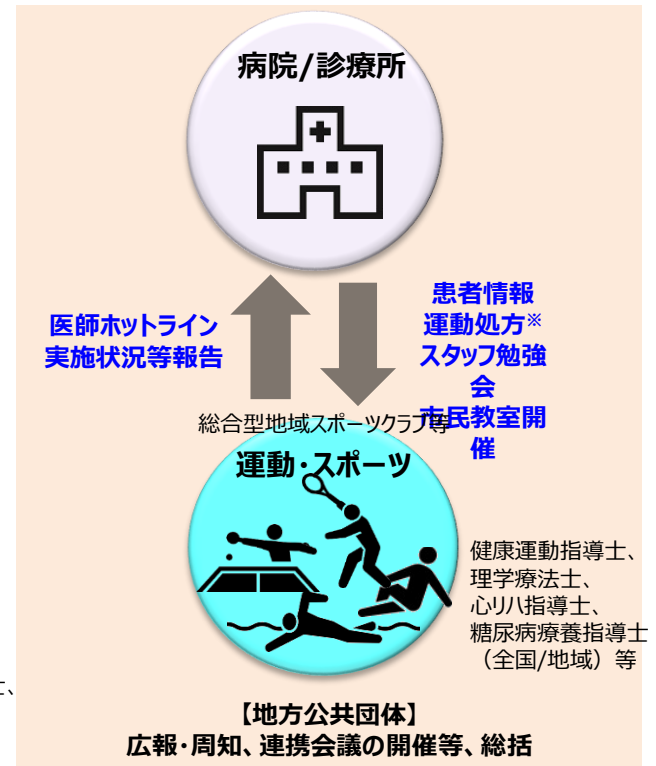 病院/診療所
医師ホットライン
実施状況等報告
患者情報
運動処方※
スタッフ勉強
会
市民教室開
催
総合型地域スポーツクラブ等
運動・スポーツ
健康運動指導士、
理学療法士、
心リハ指導士、
糖尿病療養指導士
（全国/地域）等
【地方公共団体】
広報・周知、連携会議の開催等、総括